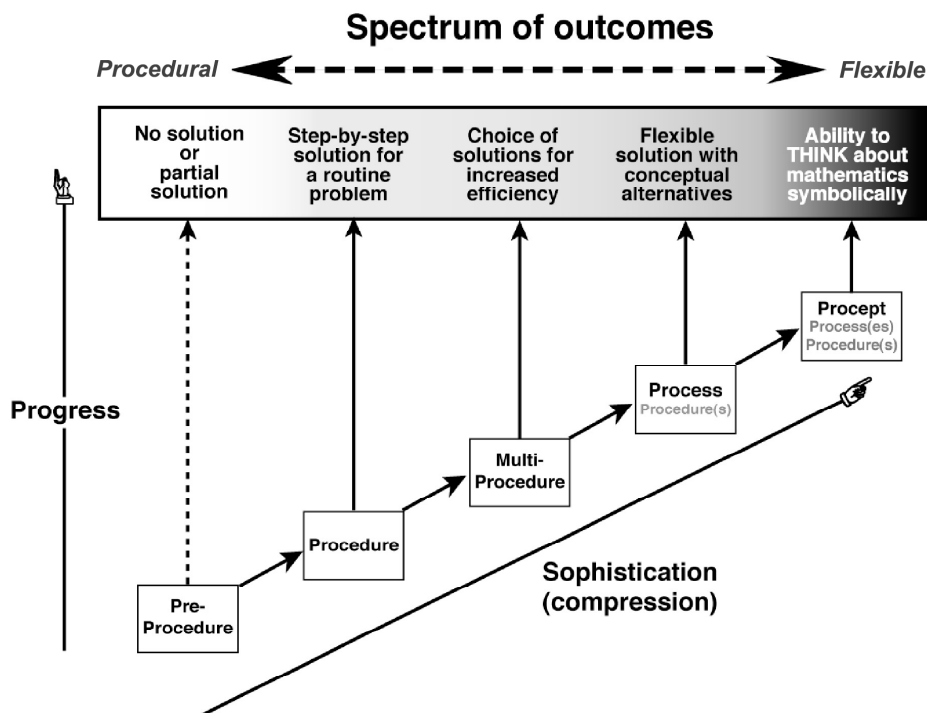 Spectrum of outcomes
Procedural
Flexible
No solution
or
partial
solution
Step-by-step
solution for
a routine
problem
Choice of
solutions for
increased
efficiency
Flexible
solution with
conceptual
alternatives
Ability to
THINK about
mathematics
symbolically
Procept
Process(es)
Procedure(s)
Process
Procedure(s)
Progress
Multi-
Procedure
Procedure
Sophistication
(compression)
Pre-
Procedure